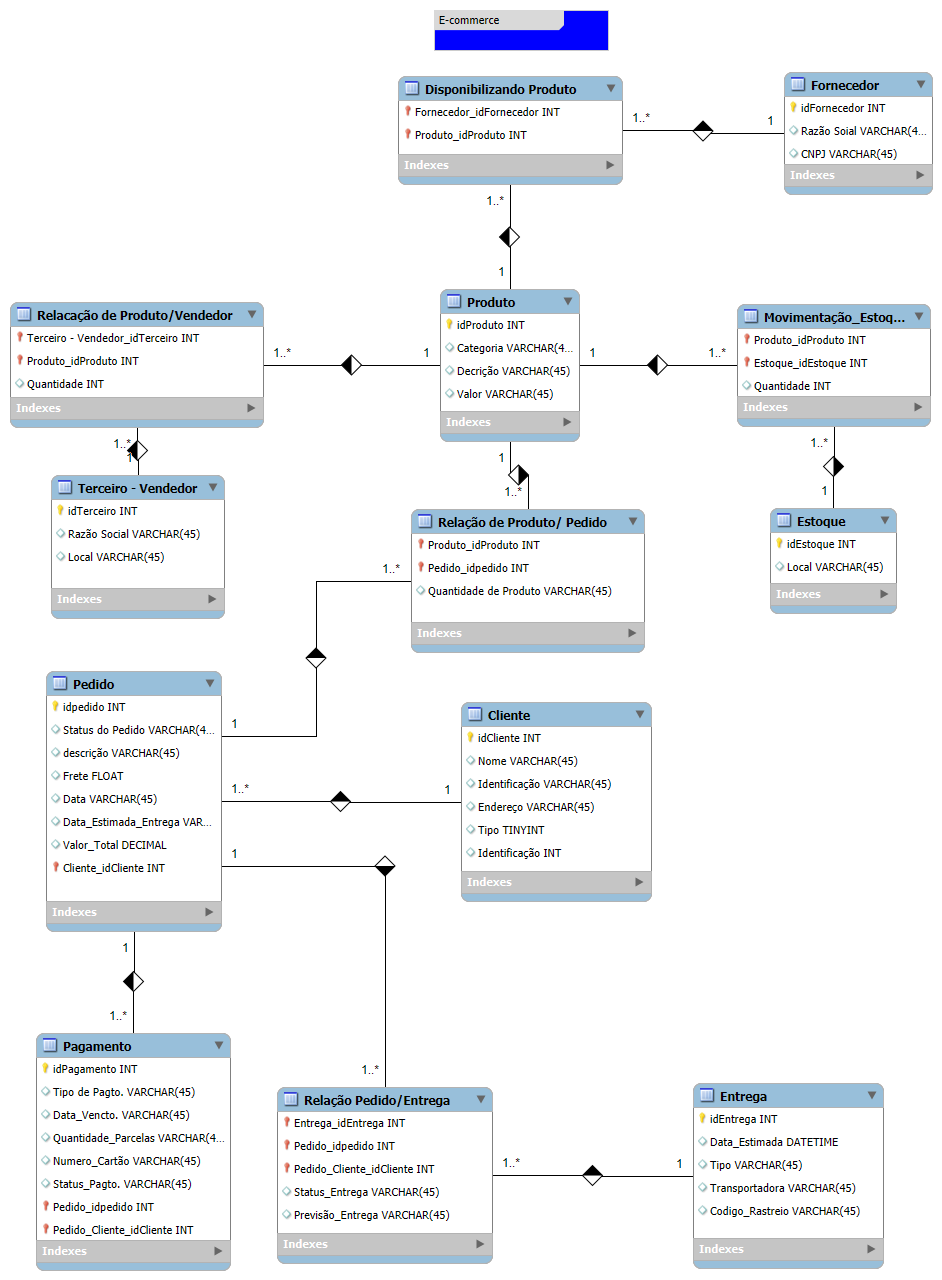 E-commerce
Disponibilizando Produto
Fornecedor_idFornecedor INT
Produto_idProduto INT
Indexes
1..*
1
Fornecedor
idFornecedor INT
Razão Soial VARCHAR(4...
CNPJ VARCHAR(45)
Indexes
1..*
1
Relacação de Produto/Vendedor
Terceiro - Vendedor_idTerceiro INT
Produto_idProduto INT
Quantidade INT
Indexes
1..*
1
Produto
idProduto INT
Categoria VARCHAR(4...
Decrição VARCHAR(45)
Valor VARCHAR(45)
Indexes
1
1..*
Movimentação_Estoq...
Produto_idProduto INT
Estoque_idEstoque INT
Quantidade INT
Indexes
1..*
1
Terceiro - Vendedor
idTerceiro INT
Razão Social VARCHAR(45)
Local VARCHAR(45)
Indexes
1
1..*
Relação de Produto/ Pedido
Produto_idProduto INT
Pedido_idpedido INT
Quantidade de Produto VARCHAR(45)
Indexes
1..*
1
Estoque
idEstoque INT
Local VARCHAR(45)
Indexes
1..*
1
Pedido
idpedido INT
Status do Pedido VARCHAR(4...
descrição VARCHAR(45)
Frete FLOAT
Data VARCHAR(45)
Data_Estimada_Entrega VAR...
Valor_Total DECIMAL
Cliente_idCliente INT
Indexes
1..*
1
Cliente
idCliente INT
Nome VARCHAR(45)
Identificação VARCHAR(45)
Endereço VARCHAR(45)
Tipo TINYINT
Identificação INT
Indexes
1
1..*
1
1..*
Pagamento
idPagamento INT
Tipo de Pagto. VARCHAR(45)
Data_Vencto. VARCHAR(45)
Quantidade_Parcelas VARCHAR(4...
Numero_Cartão VARCHAR(45)
Status_Pagto. VARCHAR(45)
Pedido_idpedido INT
Pedido_Cliente_idCliente INT
Indexes
Relação Pedido/Entrega
Entrega_idEntrega INT
Pedido_idpedido INT
Pedido_Cliente_idCliente INT
Status_Entrega VARCHAR(45)
Previsão_Entrega VARCHAR(45)
Indexes
1..*
1
Entrega
idEntrega INT
Data_Estimada DATETIME
Tipo VARCHAR(45)
Transportadora VARCHAR(45)
Codigo_Rastreio VARCHAR(45)
Indexes